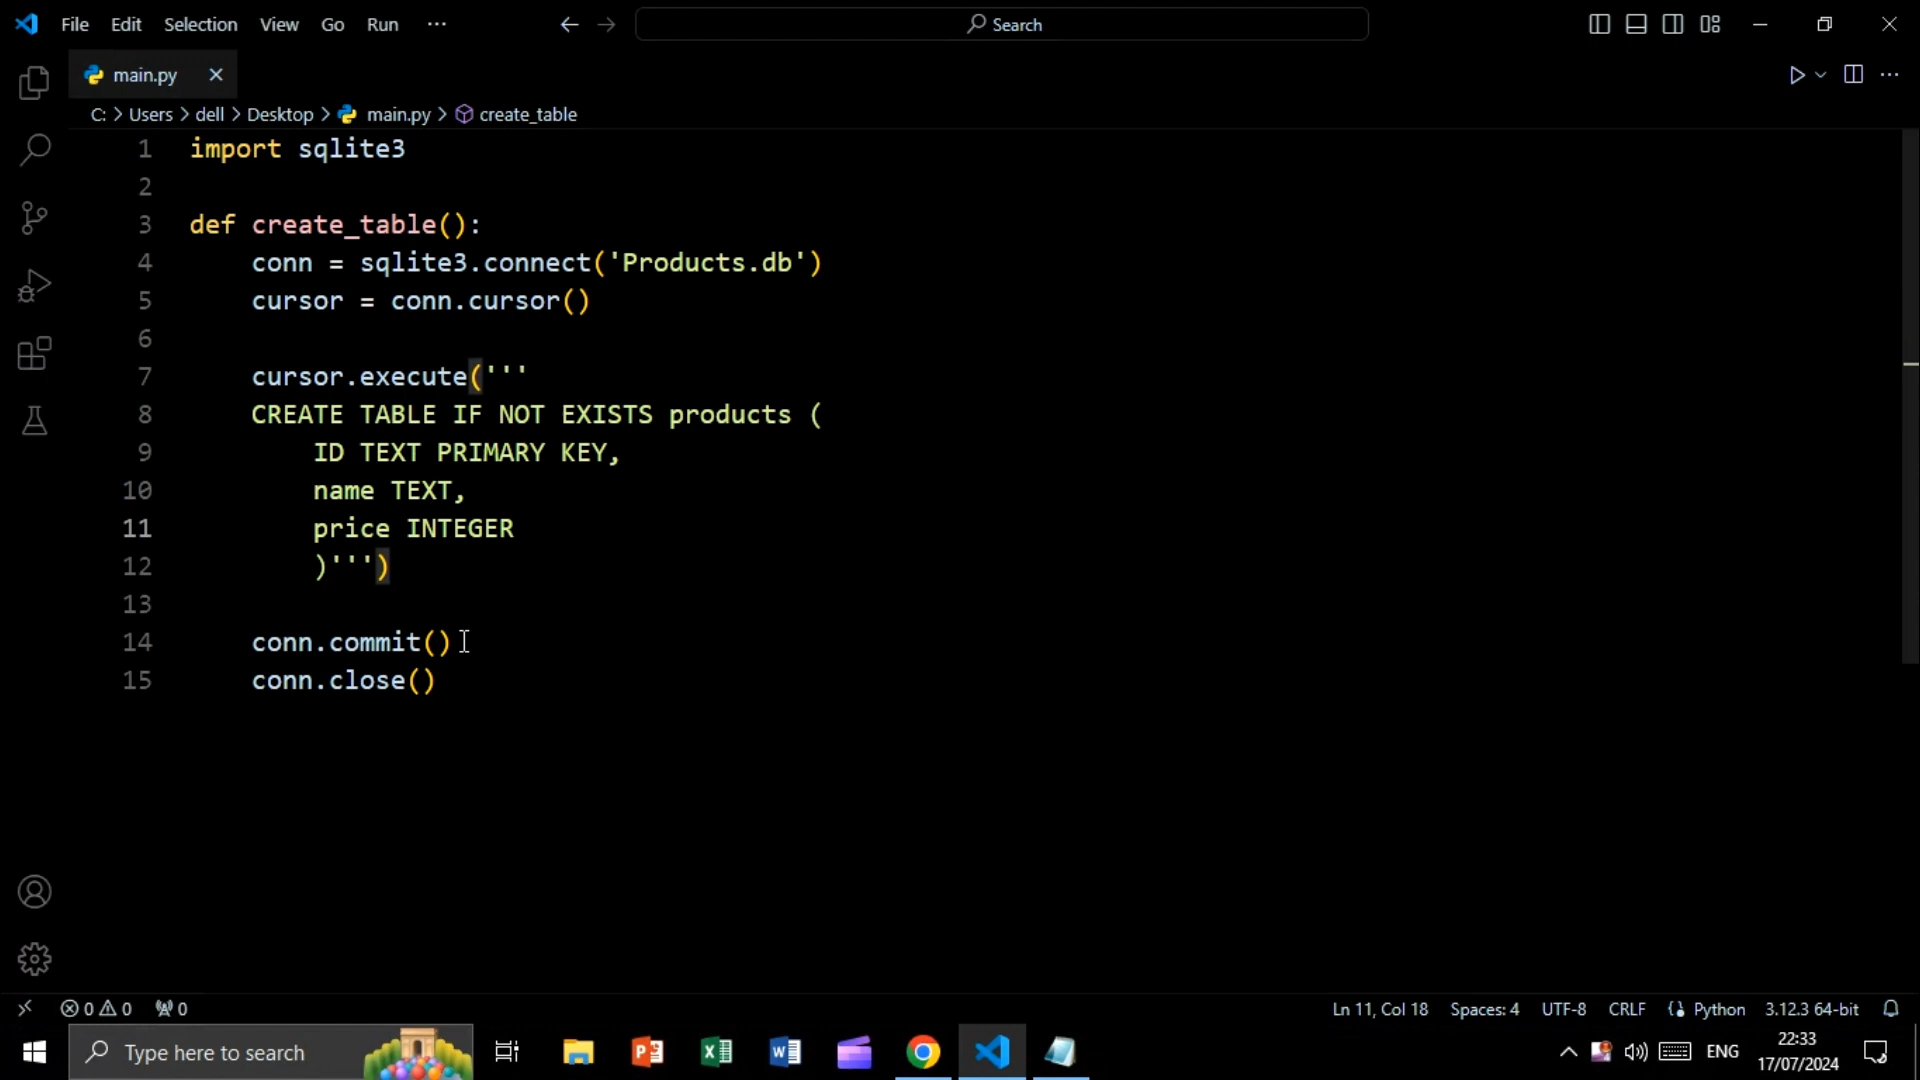 File Edit Selection View Go Run ···
Search
main.py
C: > Users > dell > Desktop > main.py > create_table
1 import sqlite3
2
3 def create_table():
4     conn = sqlite3.connect('Products.db')
5     cursor = conn.cursor()
6
7     cursor.execute('''
8     CREATE TABLE IF NOT EXISTS products (
9         ID TEXT PRIMARY KEY,
10         name TEXT,
11         price INTEGER
12         )''')
13
14     conn.commit()
15     conn.close()
0 0 0
Ln 11, Col 18 Spaces: 4 UTF-8 CRLF Python 3.12.3 64-bit
Type here to search
ENG
22:33
17/07/2024